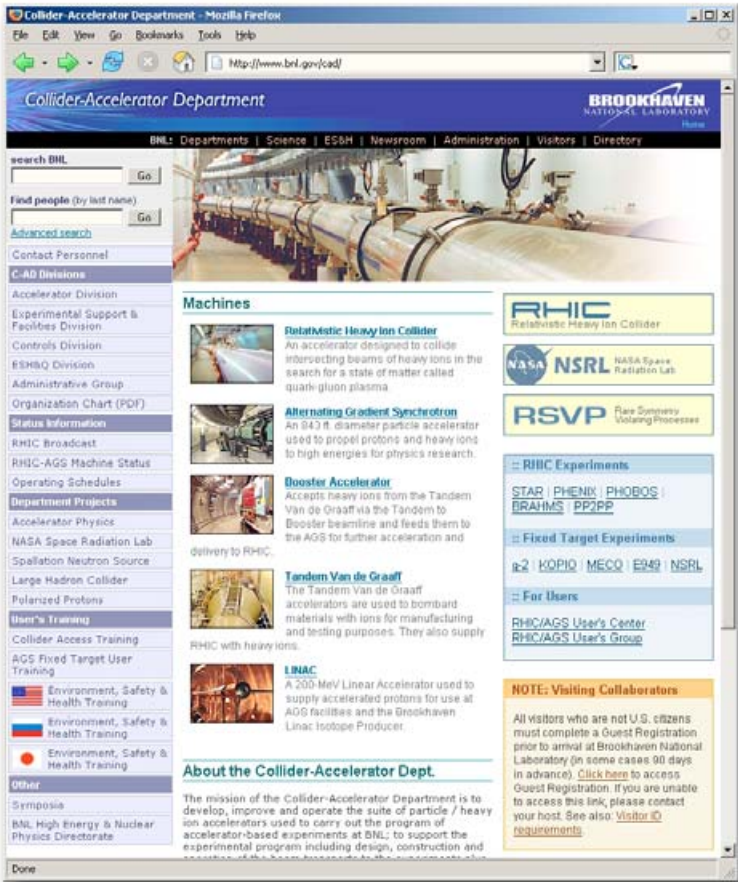 Collider-Accelerator Department - Mozilla Firefox
File Edit View Go Bookmarks Tools Help
http://www.bnl.gov/cad/
Collider-Accelerator Department
BROOKHAVEN
NATIONAL LABORATORY
Home
BNL: Departments | Science | ES&H | Newsroom | Administration | Visitors | Directory
search BNL
Go
Find people (by last name)
Go
Advanced search
Contact Personnel
C-AD Divisions
Accelerator Division
Experimental Support &
Facilities Division
Controls Division
ESH&Q Division
Administrative Group
Organization Chart (PDF)
Status Information
RHIC Broadcast
RHIC-AGS Machine Status
Operating Schedules
Department Projects
Accelerator Physics
NASA Space Radiation Lab
Spallation Neutron Source
Large Hadron Collider
Polarized Protons
User's Training
Collider Access Training
AGS Fixed Target User
Training
Environment, Safety &
Health Training
Environment, Safety &
Health Training
Environment, Safety &
Health Training
Other
Symposia
BNL High Energy & Nuclear
Physics Directorate
Machines
Relativistic Heavy Ion Collider
An accelerator designed to collide
intersecting beams of heavy ions in the
search for a state of matter called
quark-gluon plasma
Alternating Gradient Synchrotron
An 843 ft. diameter particle accelerator
used to propel protons and heavy ions
to high energies for physics research.
Booster Accelerator
Accepts heavy ions from the Tandem
Van de Graaff via the Tandem to
Booster beamline and feeds them to
the AGS for further acceleration and
delivery to RHIC.
Tandem Van de Graaff
The Tandem Van de Graaff
accelerators are used to bombard
materials with ions for manufacturing
and testing purposes. They also supply
RHIC with heavy ions.
LINAC
A 200-MeV Linear Accelerator used to
supply accelerated protons for use at
AGS facilities and the Brookhaven
Linac Isotope Producer.
About the Collider-Accelerator Dept.
The mission of the Collider-Accelerator Department is to
develop, improve and operate the suite of particle / heavy
ion accelerators used to carry out the program of
accelerator-based experiments at BNL; to support the
experimental program including design, construction and
RHIC
Relativistic Heavy Ion Collider
NASA NSRL NASA Space
Radiation Lab
RSVP Rare Symmetry
Violating Processes
:: RHIC Experiments
STAR | PHENIX | PHOBOS |
BRAHMS | PP2PP
:: Fixed Target Experiments
g-2 | KOPIO | MECO | E949 | NSRL
:: For Users
RHIC/AGS User's Center
RHIC/AGS User's Group
NOTE: Visiting Collaborators
All visitors who are not U.S. citizens
must complete a Guest Registration
prior to arrival at Brookhaven National
Laboratory (in some cases 90 days
in advance). Click here to access
Guest Registration. If you are unable
to access this link, please contact
your host. See also: Visitor ID
requirements.
Done